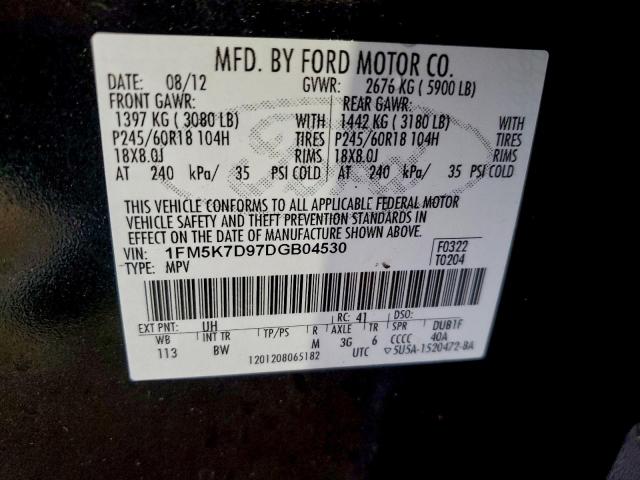 MFD. BY FORD MOTOR CO.
DATE: 08/12 GVWR: 2676 KG ( 5900 LB)
FRONT GAWR: REAR GAWR:
1397 KG ( 3080 LB) WITH 1442 KG ( 3180 LB) WITH
P245/60R18 104H TIRES P245/60R18 104H TIRES
18X8.0J RIMS 18X8.0J RIMS
AT 240 kPa/ 35 PSI COLD AT 240 kPa/ 35 PSI COLD
THIS VEHICLE CONFORMS TO ALL APPLICABLE FEDERAL MOTOR
VEHICLE SAFETY AND THEFT PREVENTION STANDARDS IN
EFFECT ON THE DATE OF MANUFACTURE SHOWN ABOVE.
VIN: 1FM5K7D97DGB04530 F0322
TYPE: MPV T0204
EXT PNT: UH RC: 41 DSO:
WB INT TR TP/PS R AXLE TR SPR DUB1F
113 BW M 3G 6 CCCC 40A
1201208065182 UTC ▽5U5A-1520472-BA